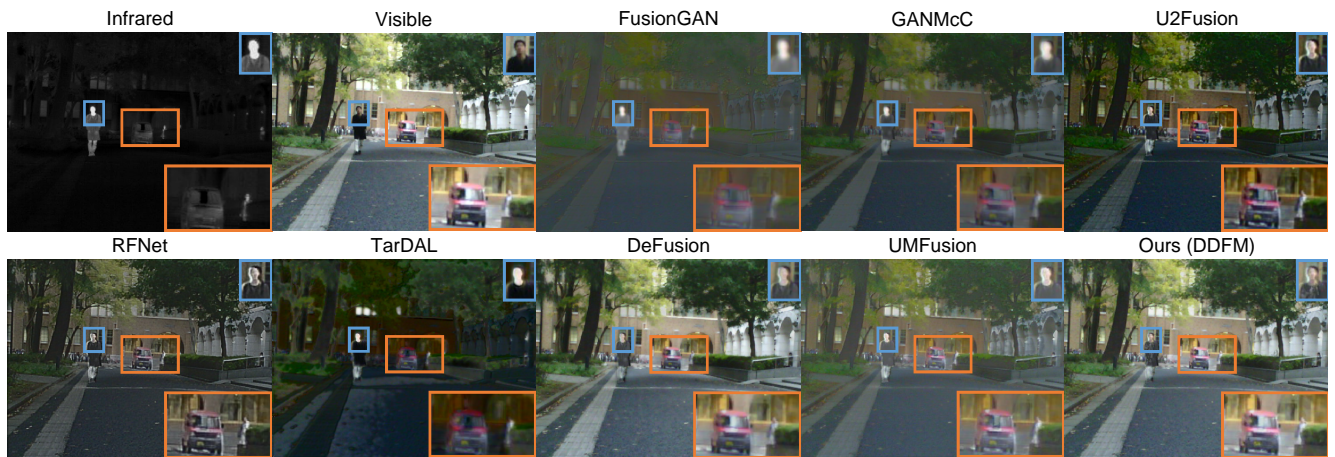 Infrared
Visible
FusionGAN
GANMcC
U2Fusion
RFNet
TarDAL
DeFusion
UMFusion
Ours (DDFM)